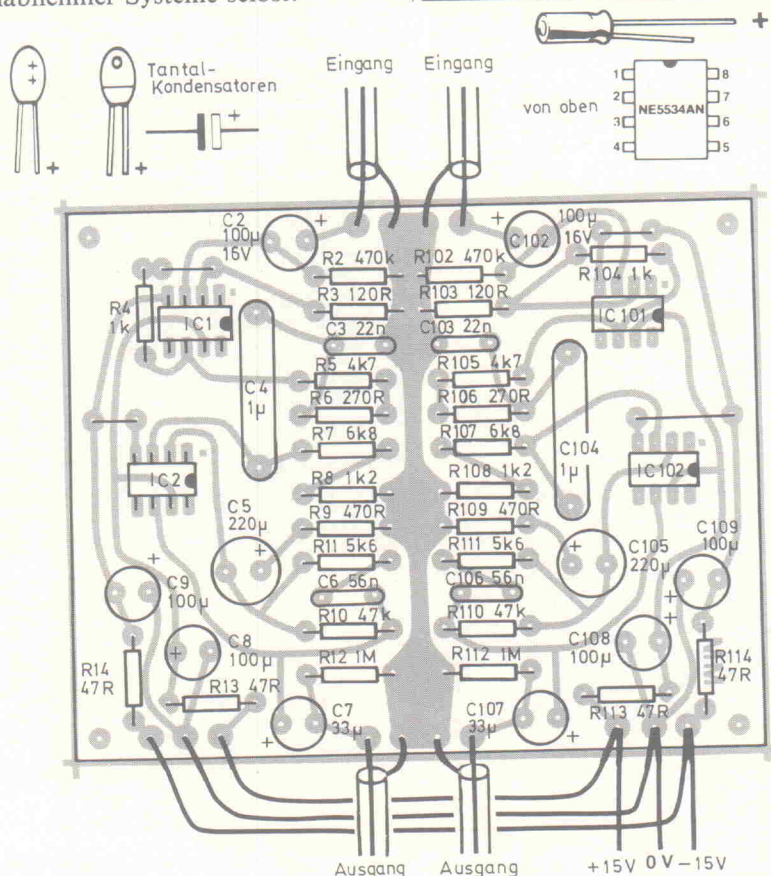 abnehmer-Systeme selbst
+
Tantal-
Kondensatoren
+
+
+
+
+
Eingang
Eingang
von oben
NE5534AN
1
2
3
4
8
7
6
5
C2
100µ
16V
+
R2 470k
R3 120R
C3 22n
R4
1k
IC1
C4
1µ
R5 4k7
R6 270R
R7 6k8
IC2
R8 1k2
R9 470R
C5
220µ
+
R11 5k6
C6 56n
R10 47k
C9
100µ
+
C8
100µ
+
R14
47R
R13 47R
R12 1M
C7
33µ
+
C102
100µ
16V
+
R102 470k
R103 120R
R104 1k
C103 22n
IC101
R105 4k7
R106 270R
R107 6k8
C104
1µ
R108 1k2
IC102
R109 470R
R111 5k6
C105
220µ
+
C109
100µ
+
C106 56n
R110 47k
C108
100µ
+
R112 1M
R114
47R
R113 47R
C107
33µ
+
Ausgang
Ausgang
+15V
0V
-15V